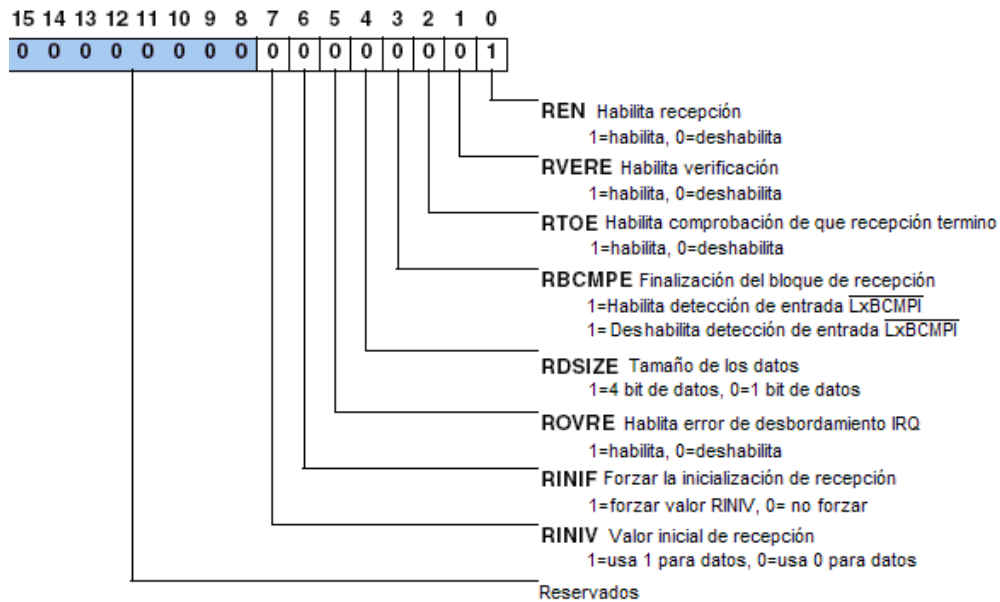 15 14 13 12 11 10 9 8 7 6 5 4 3 2 1 0
0 0 0 0 0 0 0 0 0 0 0 0 0 0 0 1
REN Habilita recepción
1=habilita, 0=deshabilita
RVERE Habilita verificación
1=habilita, 0=deshabilita
RTOE Habilita comprobación de que recepción termino
1=habilita, 0=deshabilita
RBCMPE Finalización del bloque de recepción
1=Habilita detección de entrada LxBCMPI
1= Deshabilita detección de entrada LxBCMPI
RDSIZE Tamaño de los datos
1=4 bit de datos, 0=1 bit de datos
ROVRE Hablita error de desbordamiento IRQ
1=habilita, 0=deshabilita
RINIF Forzar la inicialización de recepción
1=forzar valor RINIV, 0= no forzar
RINIV Valor inicial de recepción
1=usa 1 para datos, 0=usa 0 para datos
Reservados